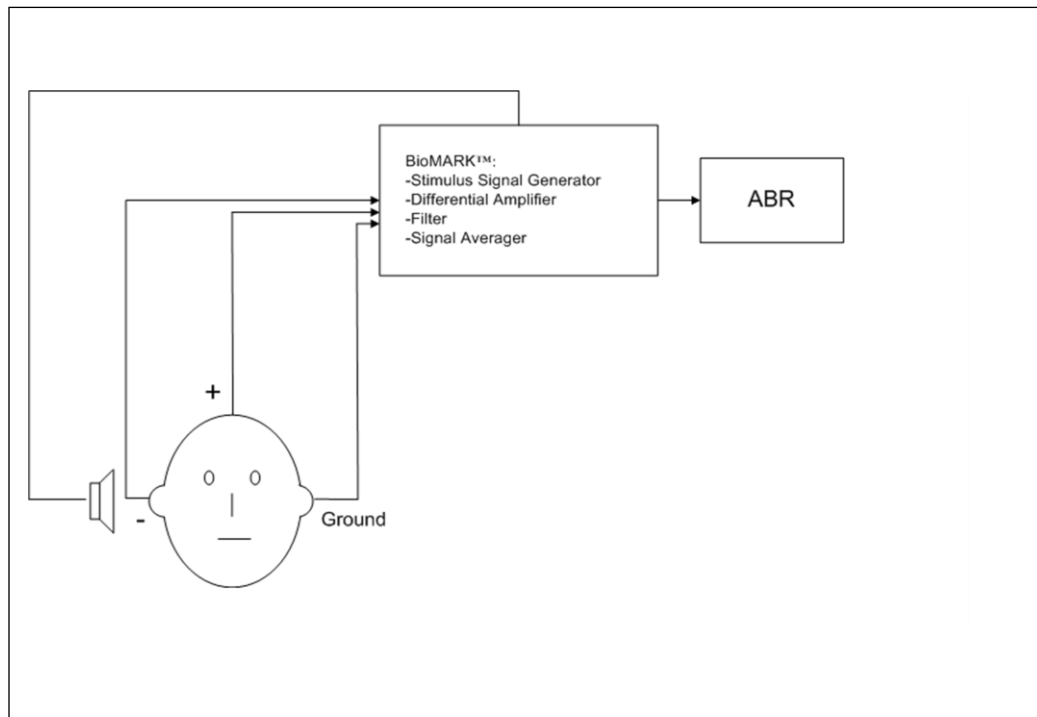 BioMARK™:
-Stimulus Signal Generator
-Differential Amplifier
-Filter
-Signal Averager
ABR
+
-
Ground